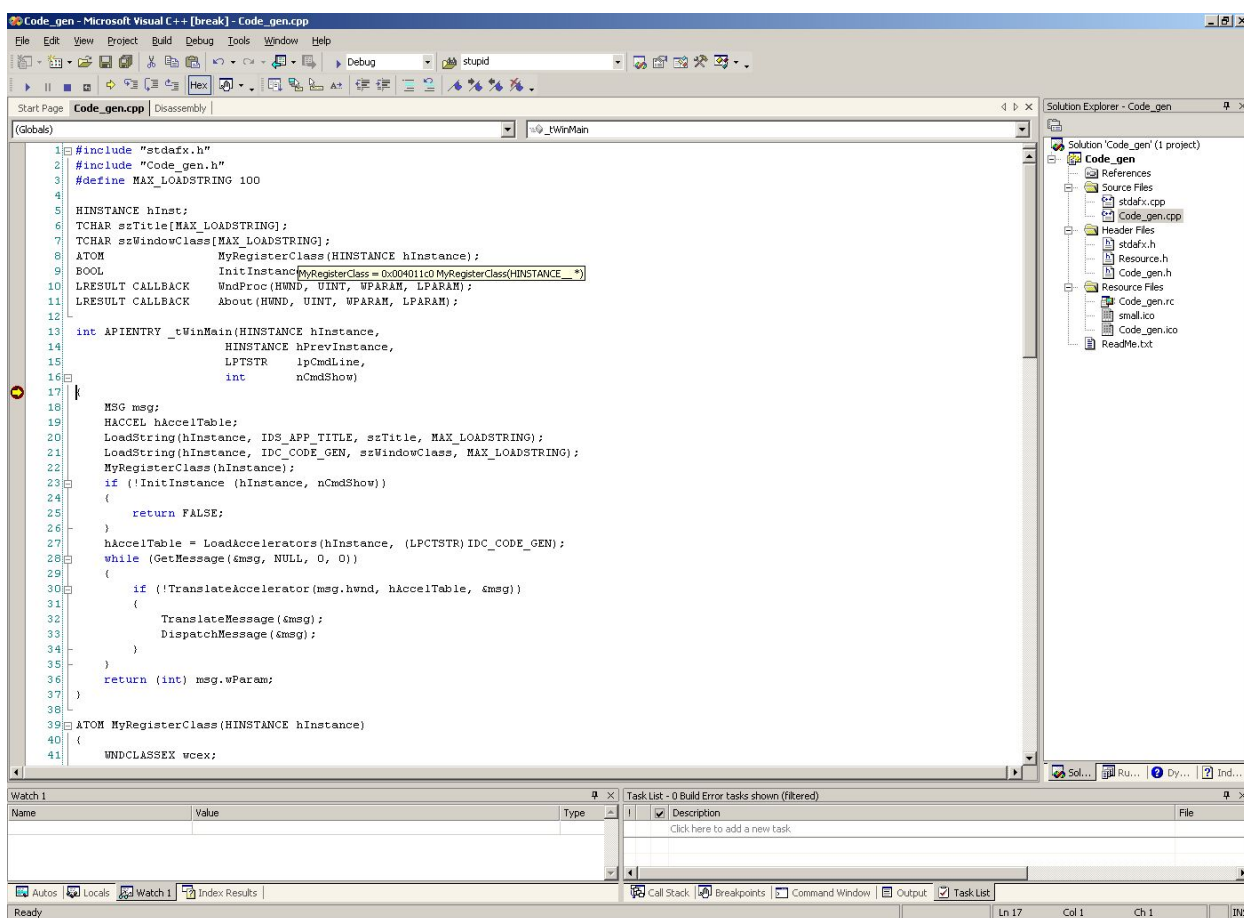 Code_gen - Microsoft Visual C++ [break] - Code_gen.cpp
File Edit View Project Build Debug Tools Window Help
Debug stupid
Hex
Start Page Code_gen.cpp Disassembly
(Globals) _tWinMain
1 #include "stdafx.h"
2 #include "Code_gen.h"
3 #define MAX_LOADSTRING 100
4
5 HINSTANCE hInst;
6 TCHAR szTitle[MAX_LOADSTRING];
7 TCHAR szWindowClass[MAX_LOADSTRING];
8 ATOM MyRegisterClass(HINSTANCE hInstance);
9 BOOL InitInstanc
MyRegisterClass = 0x004011c0 MyRegisterClass(HINSTANCE__ *)
10 LRESULT CALLBACK WndProc(HWND, UINT, WPARAM, LPARAM);
11 LRESULT CALLBACK About(HWND, UINT, WPARAM, LPARAM);
12
13 int APIENTRY _tWinMain(HINSTANCE hInstance,
14 HINSTANCE hPrevInstance,
15 LPTSTR lpCmdLine,
16 int nCmdShow)
17 {
18 MSG msg;
19 HACCEL hAccelTable;
20 LoadString(hInstance, IDS_APP_TITLE, szTitle, MAX_LOADSTRING);
21 LoadString(hInstance, IDC_CODE_GEN, szWindowClass, MAX_LOADSTRING);
22 MyRegisterClass(hInstance);
23 if (!InitInstance (hInstance, nCmdShow))
24 {
25 return FALSE;
26 }
27 hAccelTable = LoadAccelerators(hInstance, (LPCTSTR)IDC_CODE_GEN);
28 while (GetMessage(&msg, NULL, 0, 0))
29 {
30 if (!TranslateAccelerator(msg.hwnd, hAccelTable, &msg))
31 {
32 TranslateMessage(&msg);
33 DispatchMessage(&msg);
34 }
35 }
36 return (int) msg.wParam;
37 }
38
39 ATOM MyRegisterClass(HINSTANCE hInstance)
40 {
41 WNDCLASSEX wcex;
Solution Explorer - Code_gen
Solution 'Code_gen' (1 project)
Code_gen
References
Source Files
stdafx.cpp
Code_gen.cpp
Header Files
stdafx.h
Resource.h
Code_gen.h
Resource Files
Code_gen.rc
small.ico
Code_gen.ico
ReadMe.txt
Sol... Ru... Dy... Ind...
Watch 1
Name Value Type
Autos Locals Watch 1 Index Results
Task List - 0 Build Error tasks shown (filtered)
! Description File
Click here to add a new task
Call Stack Breakpoints Command Window Output Task List
Ready Ln 17 Col 1 Ch 1 INS